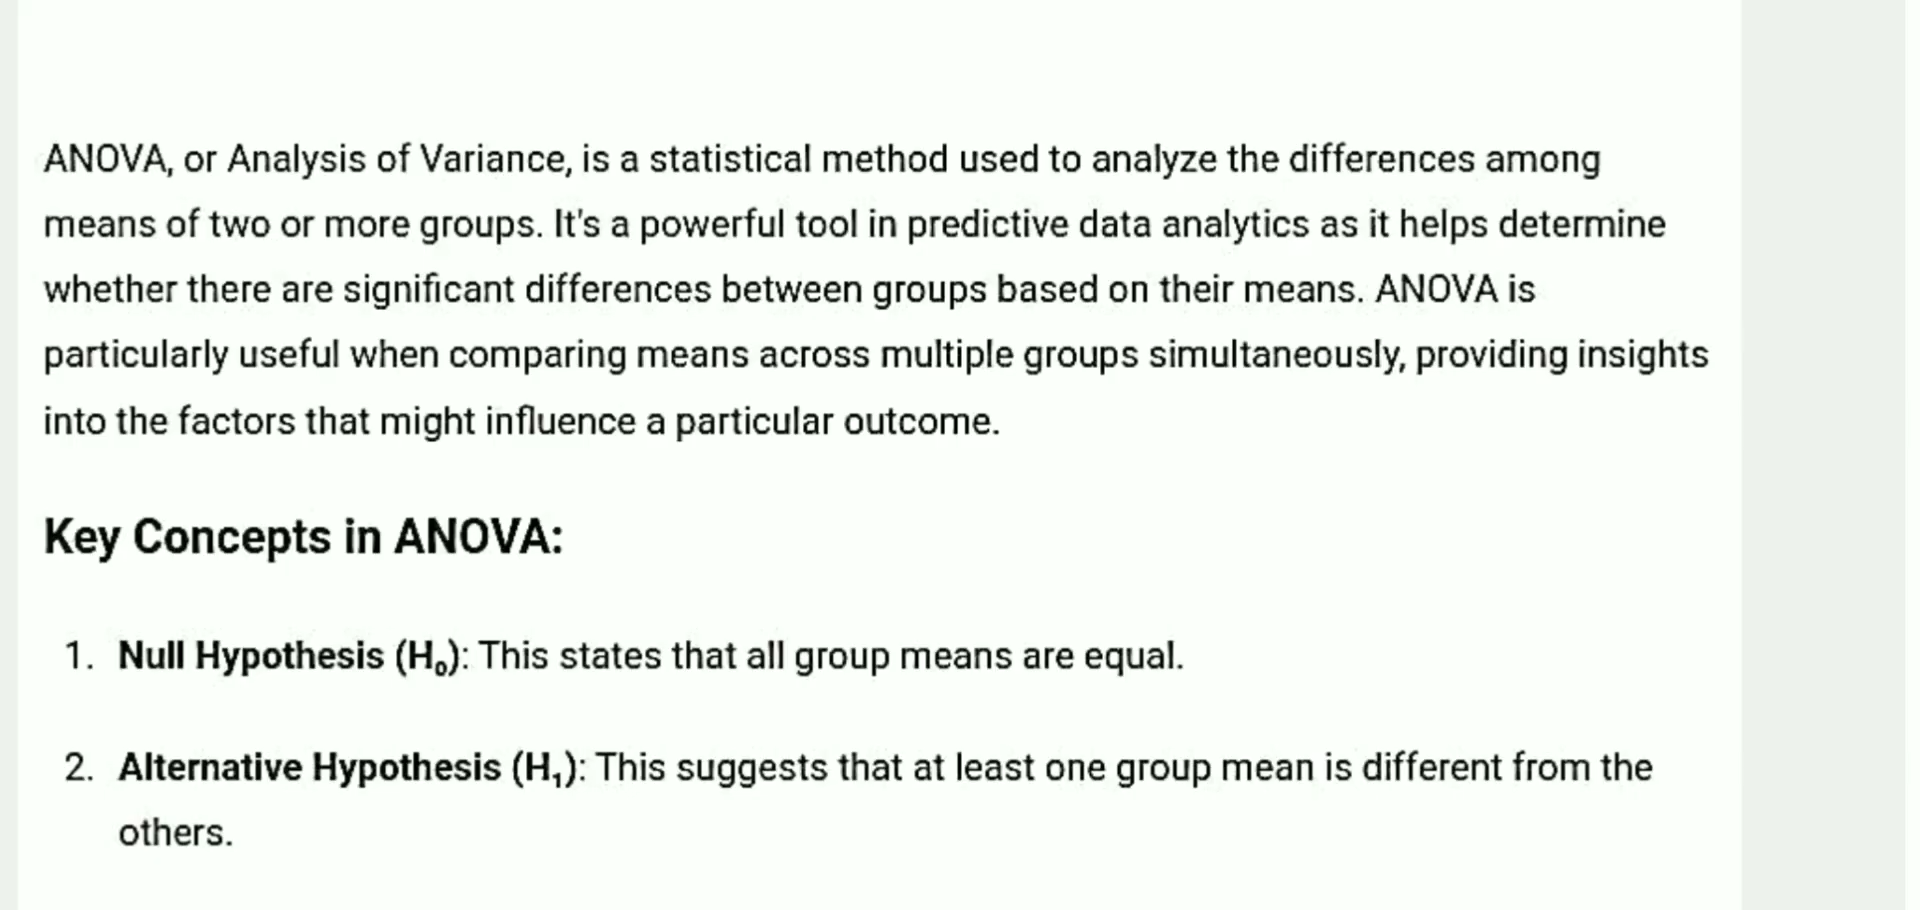 ANOVA, or Analysis of Variance, is a statistical method used to analyze the differences among
means of two or more groups. It's a powerful tool in predictive data analytics as it helps determine
whether there are significant differences between groups based on their means. ANOVA is
particularly useful when comparing means across multiple groups simultaneously, providing insights
into the factors that might influence a particular outcome.
Key Concepts in ANOVA:
1. Null Hypothesis (H₀): This states that all group means are equal.
2. Alternative Hypothesis (H₁): This suggests that at least one group mean is different from the
others.